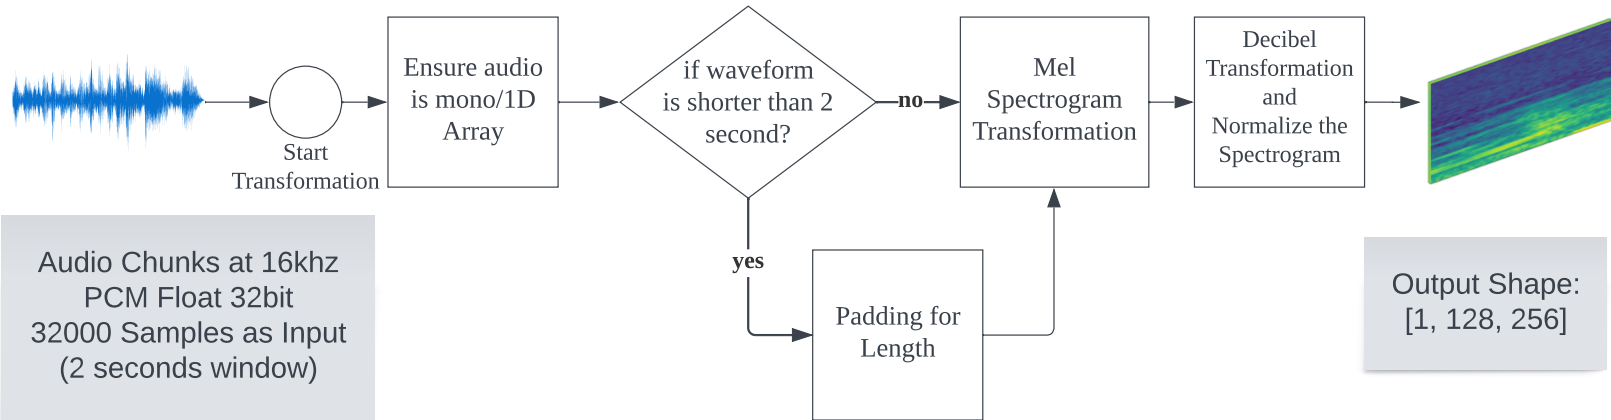 Start
Transformation
Ensure audio
is mono/1D
Array
if waveform
is shorter than 2
second?
no
yes
Padding for
Length
Mel
Spectrogram
Transformation
Decibel
Transformation
and
Normalize the
Spectrogram
Audio Chunks at 16khz
PCM Float 32bit
32000 Samples as Input
(2 seconds window)
Output Shape:
[1, 128, 256]